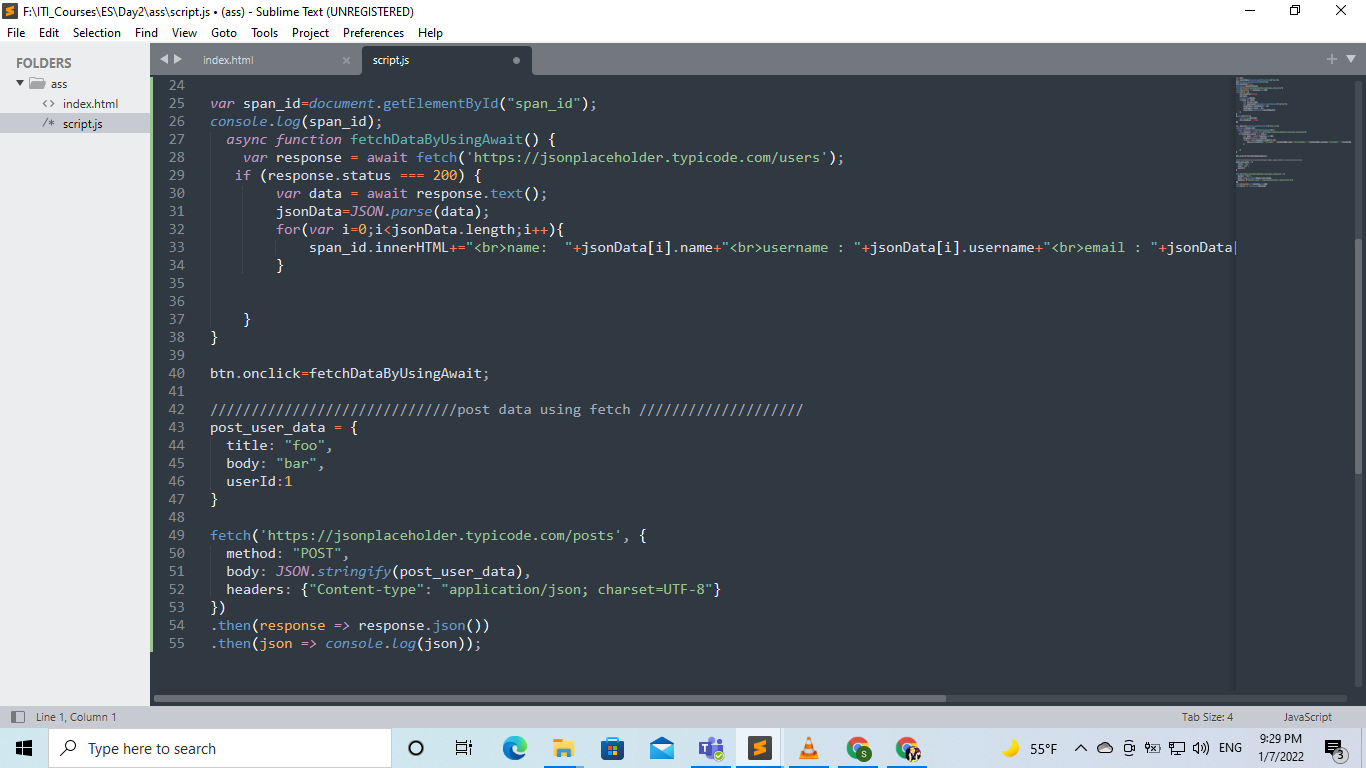 F:\ITI_Courses\ES\Day2\ass\script.js • (ass) - Sublime Text (UNREGISTERED)
File Edit Selection Find View Goto Tools Project Preferences Help
FOLDERS
ass
<> index.html
/* script.js
index.html × script.js
24
25 var span_id=document.getElementById("span_id");
26 console.log(span_id);
27 async function fetchDataByUsingAwait() {
28 var response = await fetch('https://jsonplaceholder.typicode.com/users');
29 if (response.status === 200) {
30 var data = await response.text();
31 jsonData=JSON.parse(data);
32 for(var i=0;i<jsonData.length;i++){
33 span_id.innerHTML+="<br>name:  "+jsonData[i].name+"<br>username : "+jsonData[i].username+"<br>email : "+jsonData
34 }
35
36
37 }
38 }
39
40 btn.onclick=fetchDataByUsingAwait;
41
42 //////////////////////////////post data using fetch ////////////////////
43 post_user_data = {
44 title: "foo",
45 body: "bar",
46 userId:1
47 }
48
49 fetch('https://jsonplaceholder.typicode.com/posts', {
50 method: "POST",
51 body: JSON.stringify(post_user_data),
52 headers: {"Content-type": "application/json; charset=UTF-8"}
53 })
54 .then(response => response.json())
55 .then(json => console.log(json));
Line 1, Column 1 Tab Size: 4 JavaScript
Type here to search
55°F ENG
9:29 PM
1/7/2022
3